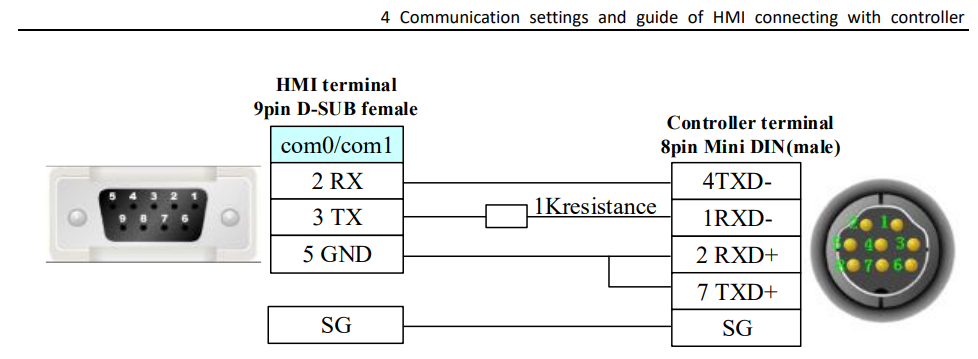 4 Communication settings and guide of HMI connecting with controller
HMI terminal
9pin D-SUB female
com0/com1
2 RX
3 TX
5 GND
SG
1Kresistance
Controller terminal
8pin Mini DIN(male)
4TXD-
1RXD-
2 RXD+
7 TXD+
SG
5 4 3 2 1
9 8 7 6
2 1
5 4 3
8 7 6